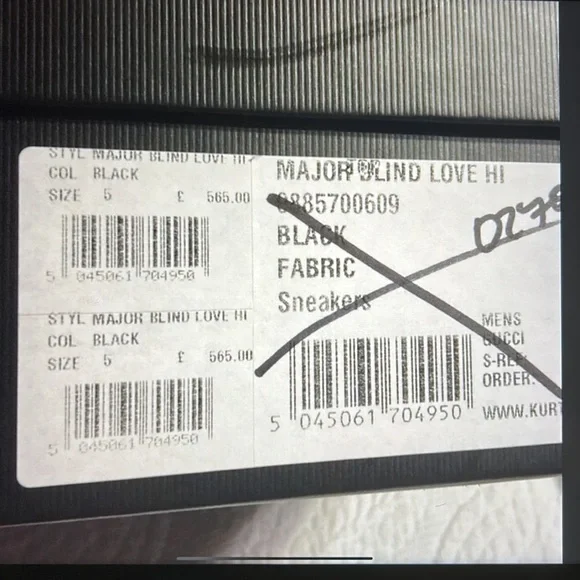 STYL MAJOR BLIND LOVE HI
COL BLACK
SIZE 5 £ 565.00
5 045061 704950
STYL MAJOR BLIND LOVE HI
COL BLACK
SIZE 5 £ 565.00
5 045061 704950
MAJOR BLIND LOVE HI
0885700609
BLACK
FABRIC
Sneakers
5 045061 704950
MENS
GUCCI
S-REF:
ORDER:
WWW.KURT